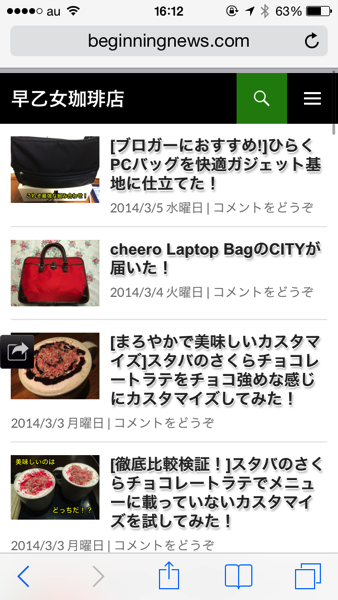 au 16:12 63%
beginningnews.com
早乙女珈琲店
[ブロガーにおすすめ!]ひらく
PCバッグを快適ガジェット基
地に仕立てた！
2014/3/5 水曜日 | コメントをどうぞ
cheero Laptop BagのCITYが
届いた！
2014/3/4 火曜日 | コメントをどうぞ
[まろやかで美味しいカスタマ
イズ]スタバのさくらチョコレ
ートラテをチョコ強めな感じ
にカスタマイズしてみた！
2014/3/3 月曜日 | コメントをどうぞ
美味しいのは
どっちだ！？
[徹底比較検証！]スタバのさく
らチョコレートラテでメニュー
に載っていないカスタマイ
ズを試してみた！
2014/3/3 月曜日 | コメントをどうぞ